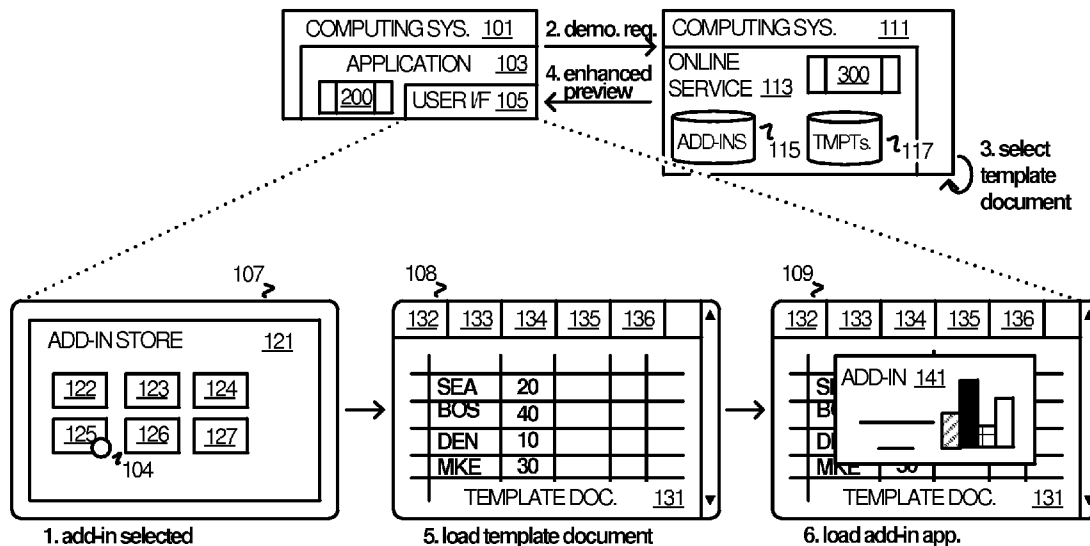 COMPUTING SYS. 101
2. demo. req.
COMPUTING SYS. 111
APPLICATION 103
200
USER I/F 105
4. enhanced
preview
ONLINE
SERVICE 113
300
ADD-INS
115
TMPTs.
117
3. select
template
document
107
ADD-IN STORE 121
122 123 124
125 126 127
104
1. add-in selected
108
132 133 134 135 136
SEA 20
BOS 40
DEN 10
MKE 30
TEMPLATE DOC. 131
5. load template document
109
132 133 134 135 136
ADD-IN 141
MKE 30
TEMPLATE DOC. 131
6. load add-in app.